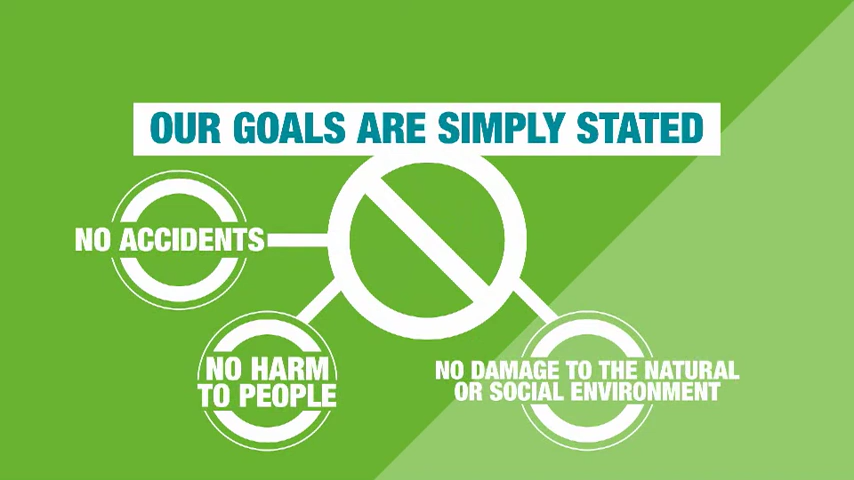 OUR GOALS ARE SIMPLY STATED
NO ACCIDENTS
NO HARM
TO PEOPLE
NO DAMAGE TO THE NATURAL
OR SOCIAL ENVIRONMENT